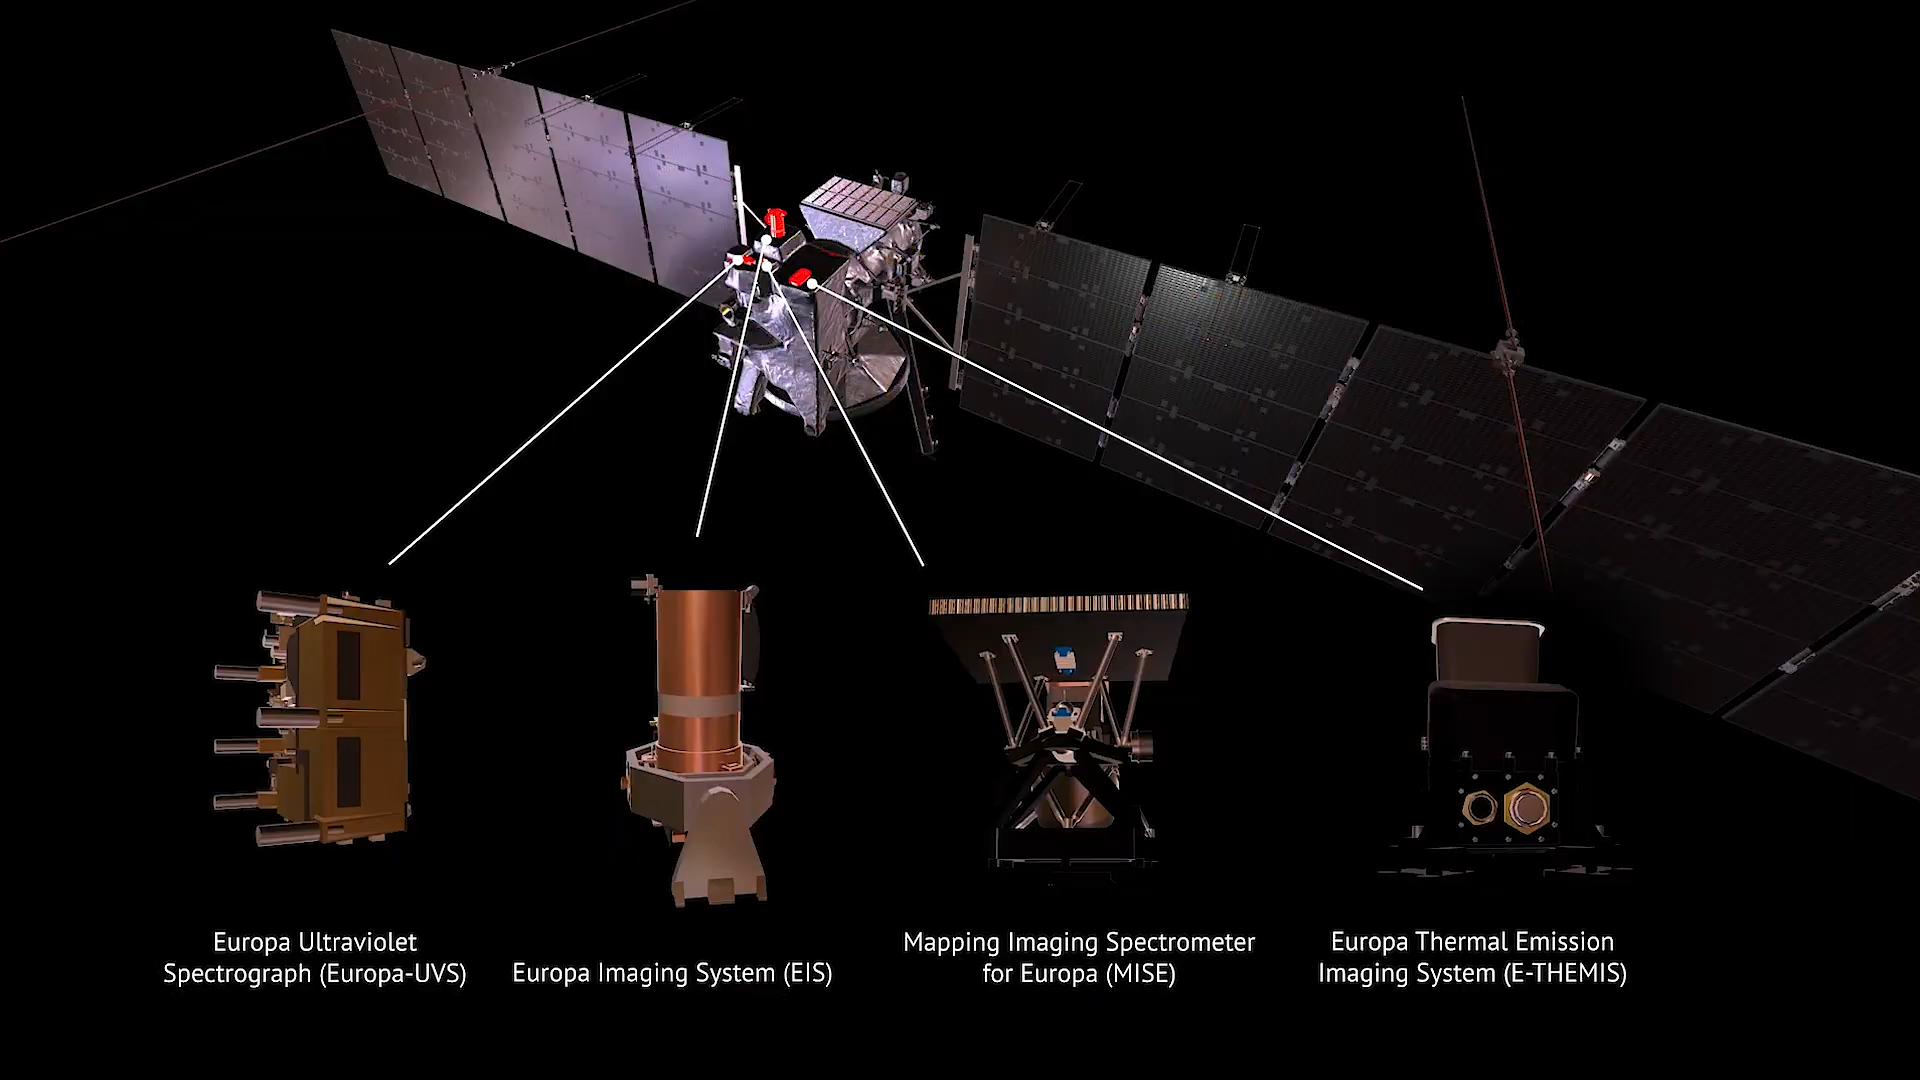 Europa Ultraviolet
Spectrograph (Europa-UVS)
Europa Imaging System (EIS)
Mapping Imaging Spectrometer
for Europa (MISE)
Europa Thermal Emission
Imaging System (E-THEMIS)